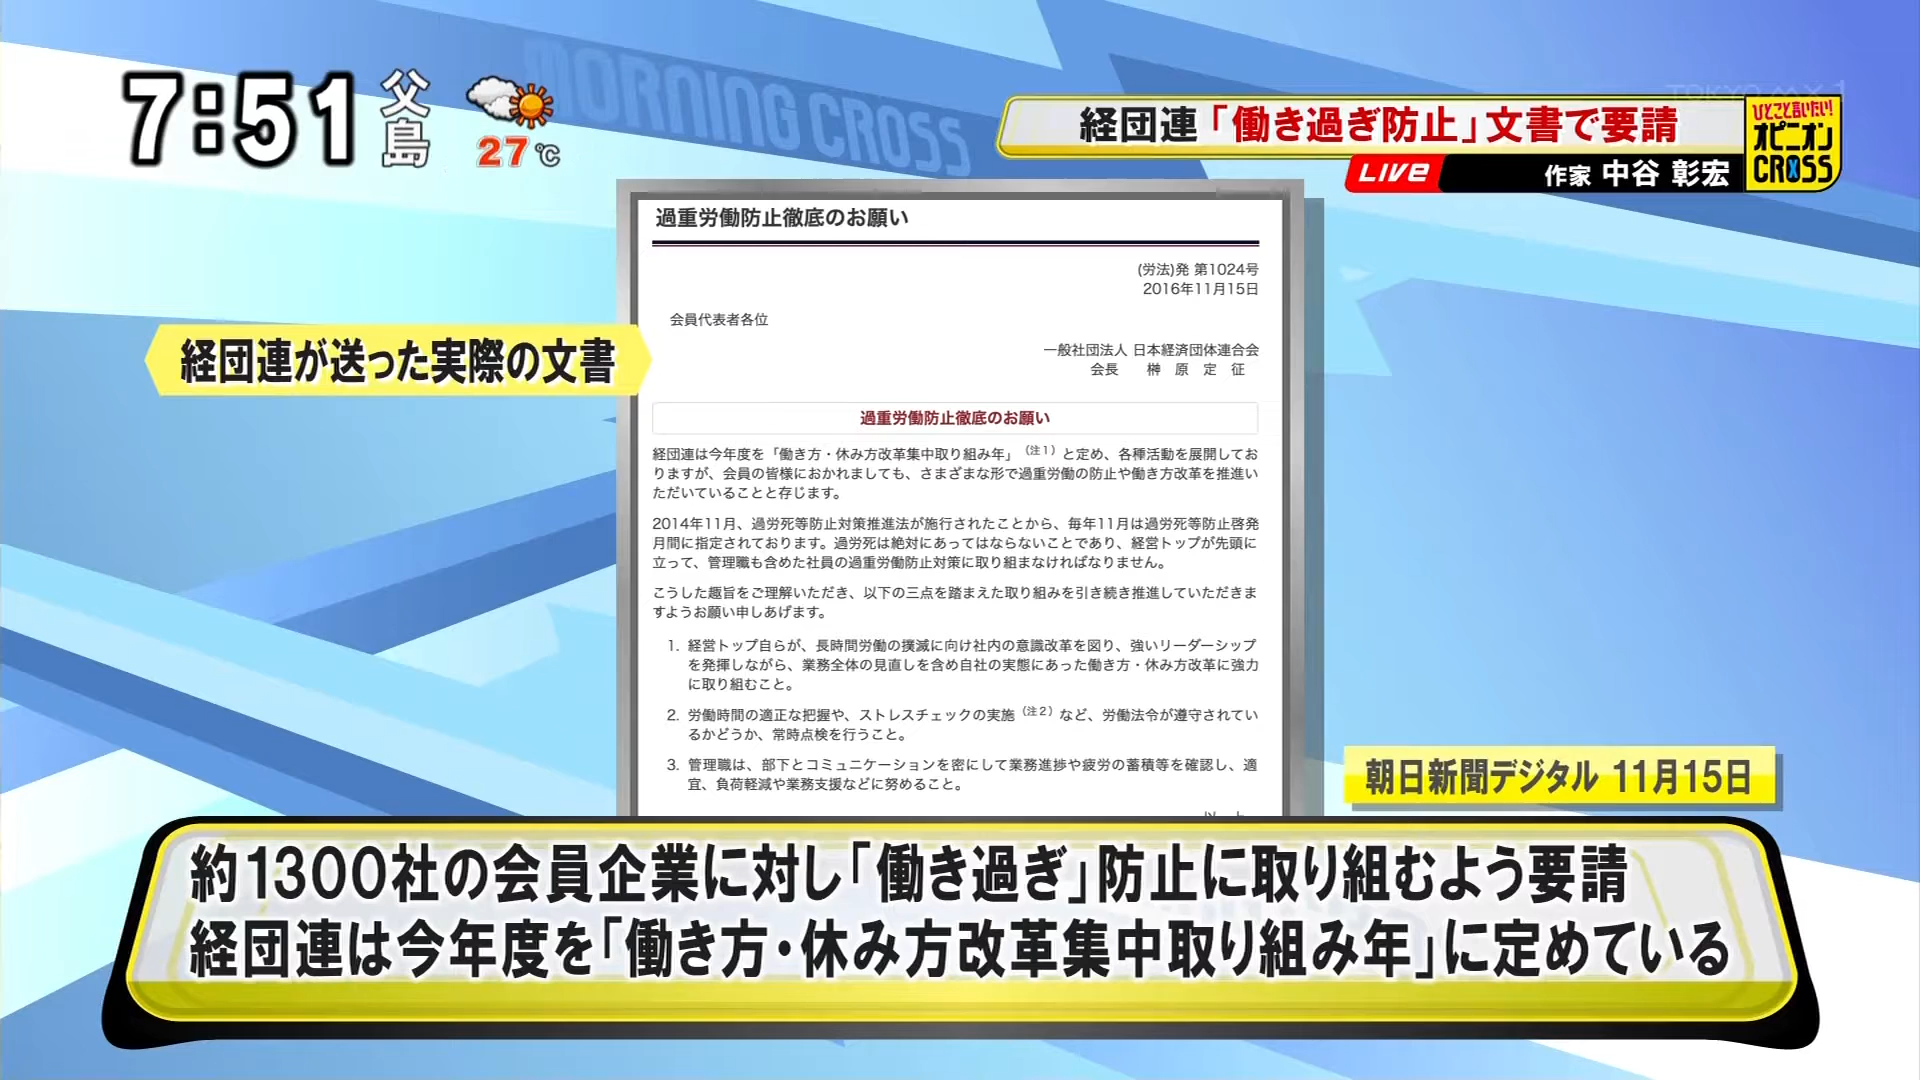 7:51
父島
27℃
MORNING CROSS
TOKYO MX 1
経団連「働き過ぎ防止」文書で要請
ひとこと言いたい!
オピニオン
CROSS
LIVE
作家 中谷 彰宏
過重労働防止徹底のお願い
(労法)発 第1024号
2016年11月15日
会員代表者各位
一般社団法人 日本経済団体連合会
会長 榊 原 定 征
経団連が送った実際の文書
過重労働防止徹底のお願い
経団連は今年度を「働き方・休み方改革集中取り組み年」(注1)と定め、各種活動を展開してお
りますが、会員の皆様におかれましても、さまざまな形で過重労働の防止や働き方改革を推進い
ただいていることと存じます。
2014年11月、過労死等防止対策推進法が施行されたことから、毎年11月は過労死等防止啓発
月間に指定されております。過労死は絶対にあってはならないことであり、経営トップが先頭に
立って、管理職も含めた社員の過重労働防止対策に取り組まなければなりません。
こうした趣旨をご理解いただき、以下の三点を踏まえた取り組みを引き続き推進していただきま
すようお願い申しあげます。
1. 経営トップ自らが、長時間労働の撲滅に向け社内の意識改革を図り、強いリーダーシップ
を発揮しながら、業務全体の見直しを含め自社の実態にあった働き方・休み方改革に強力
に取り組むこと。
2. 労働時間の適正な把握や、ストレスチェックの実施(注2)など、労働法令が遵守されてい
るかどうか、常時点検を行うこと。
3. 管理職は、部下とコミュニケーションを密にして業務進捗や疲労の蓄積等を確認し、適
宜、負荷軽減や業務支援などに努めること。
朝日新聞デジタル 11月15日
約1300社の会員企業に対し「働き過ぎ」防止に取り組むよう要請
経団連は今年度を「働き方・休み方改革集中取り組み年」に定めている